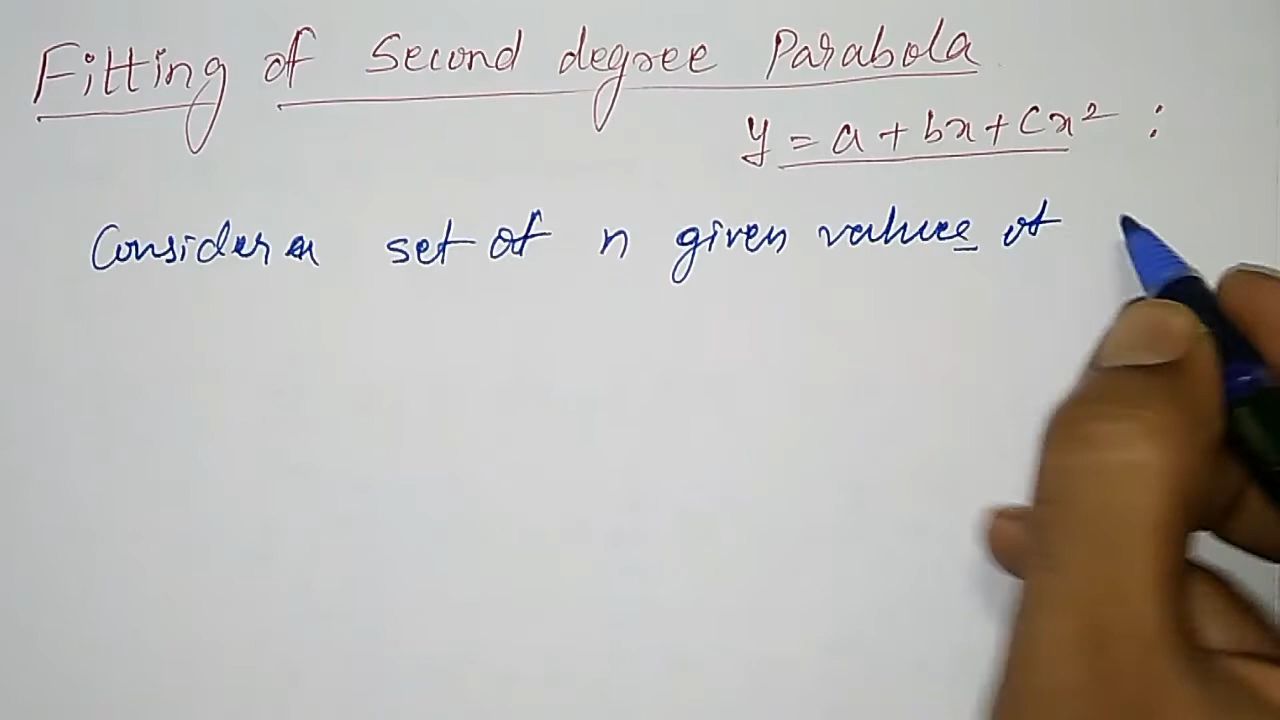 Fitting of Second degree Parabola
y = a + bx + cx² :
Consider a set of n given values of